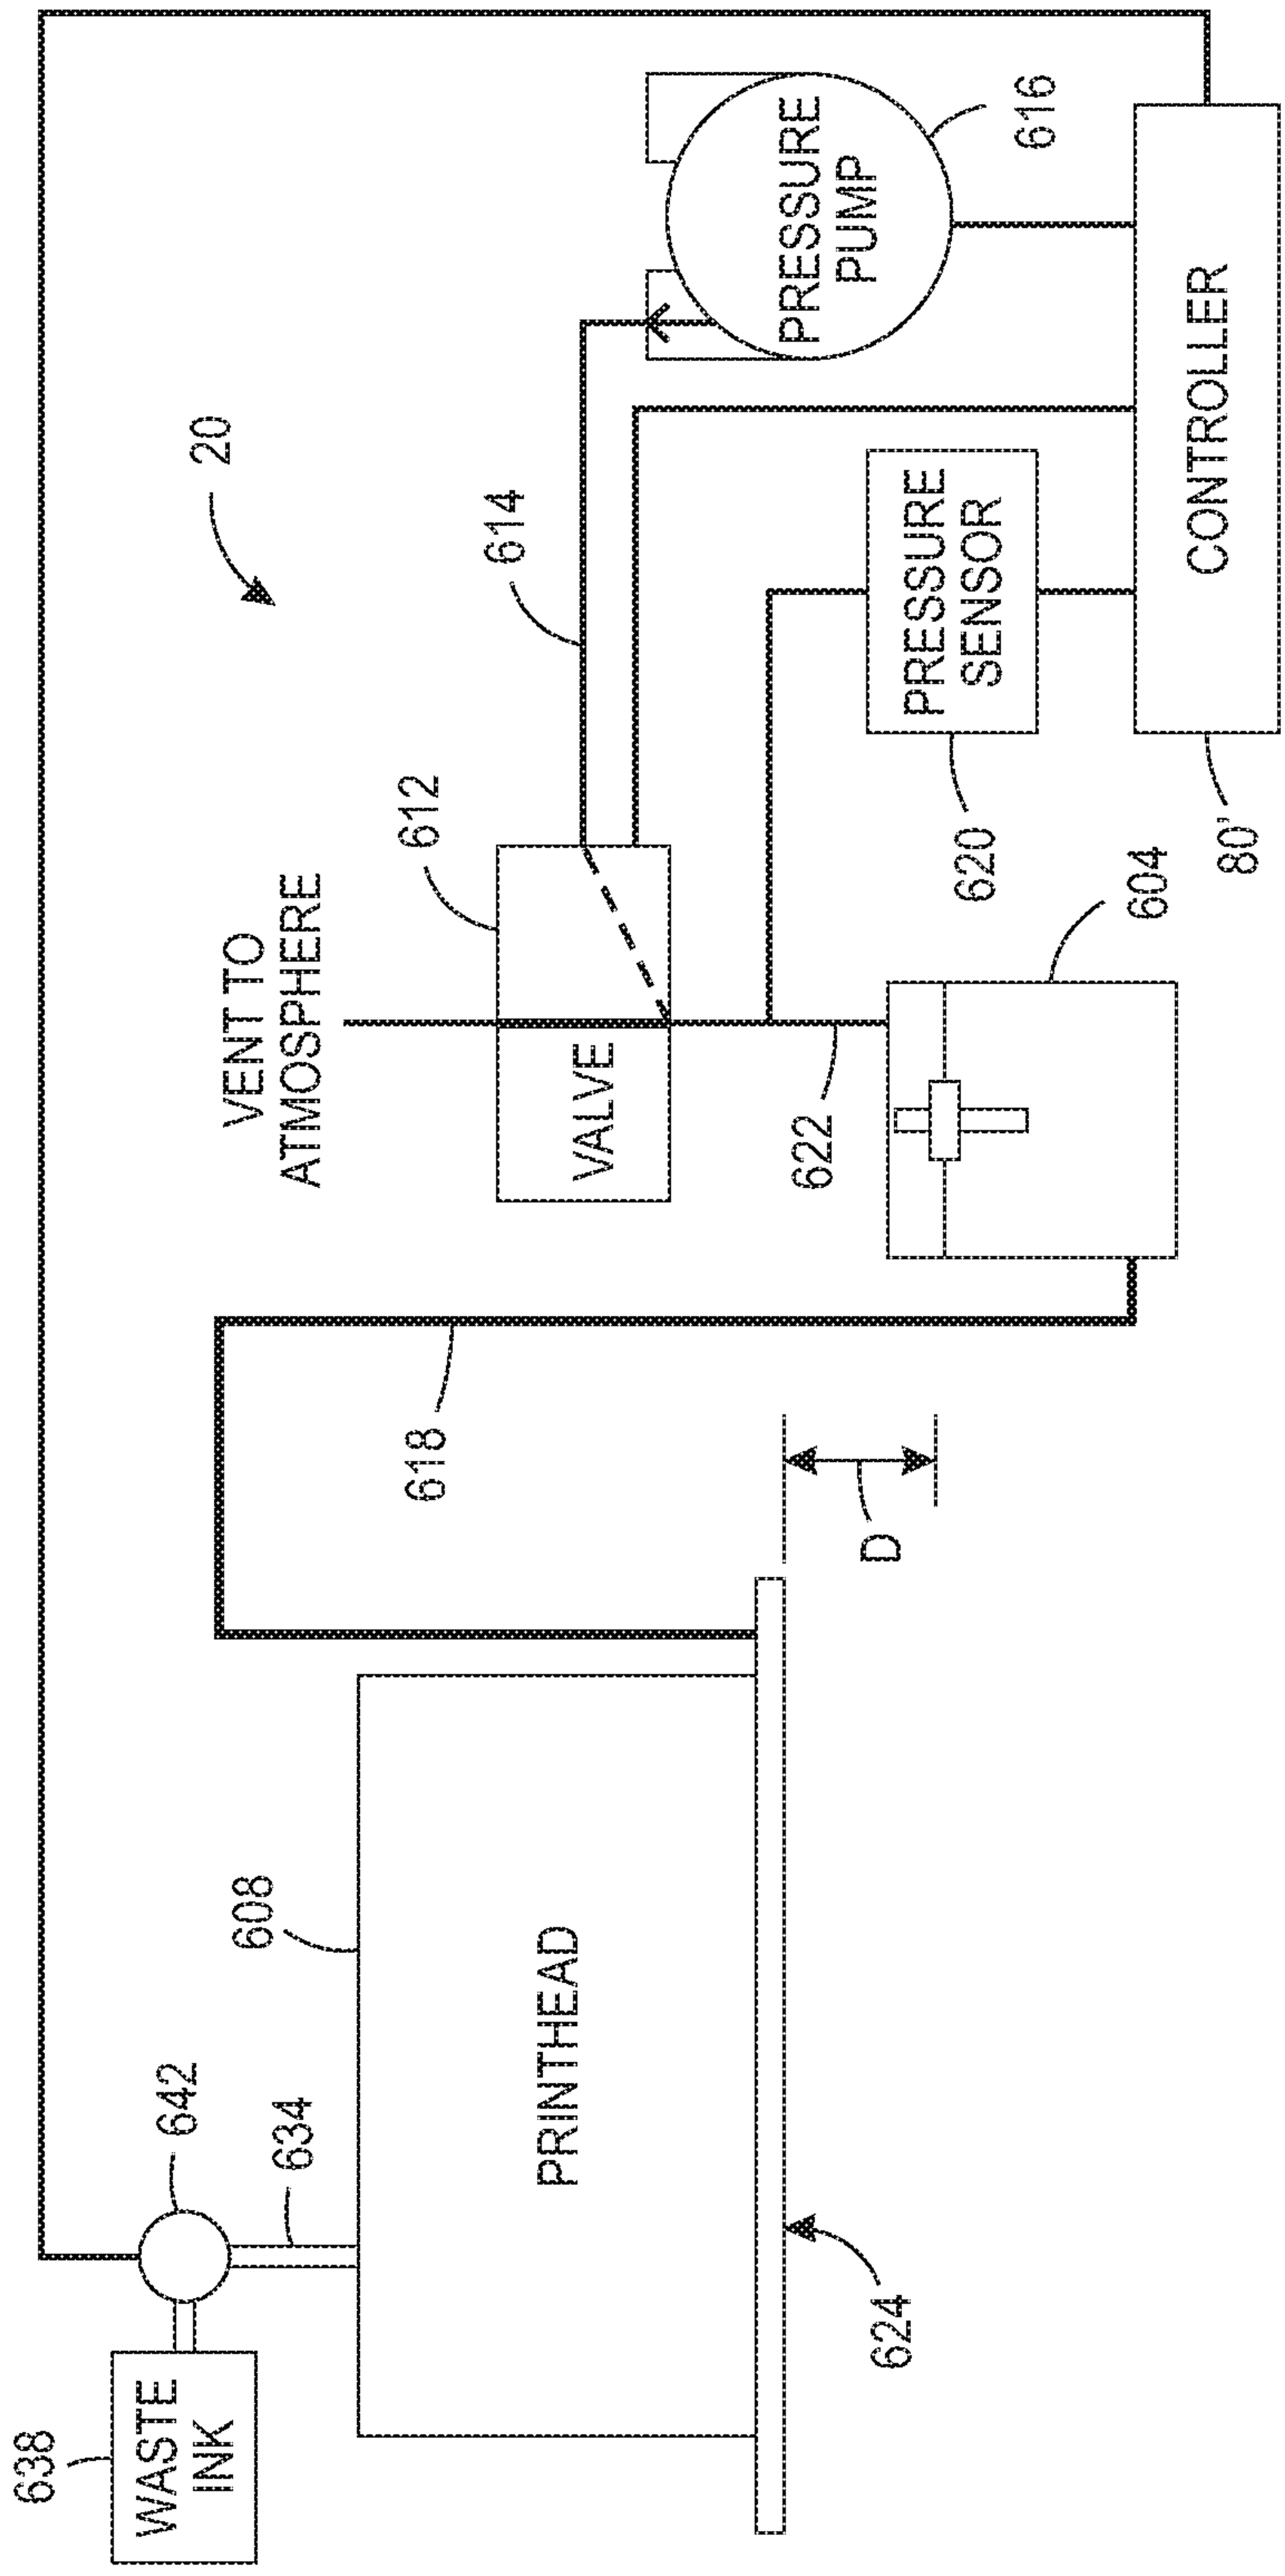 638
WASTE
INK
642
634
608
PRINTHEAD
624
618
D
20
VENT TO
ATMOSPHERE
612
VALVE
614
622
604
PRESSURE
SENSOR
620
PRESSURE
PUMP
616
CONTROLLER
80'